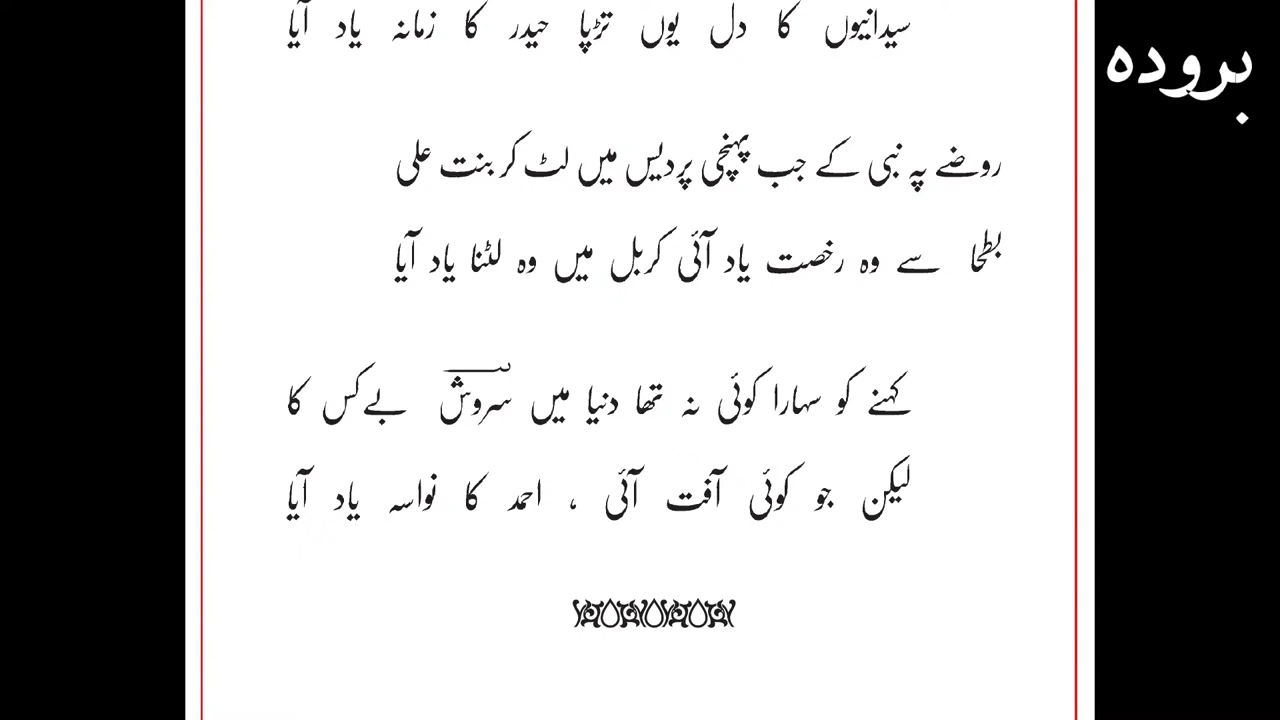 سیدانیوں کا دل یوں تڑپا حیدر کا زمانہ یاد آیا
بروده
روضے پہ نبی کے جب پہنچی پردیس میں لٹ کر بنت علی
بطحا سے وہ رخصت یاد آئی کربل میں وہ لٹنا یاد آیا
کہنے کو سہارا کوئی نہ تھا دنیا میں سروشؔ بےکس کا
لیکن جو کوئی آفت آئی ، احمد کا نواسہ یاد آیا